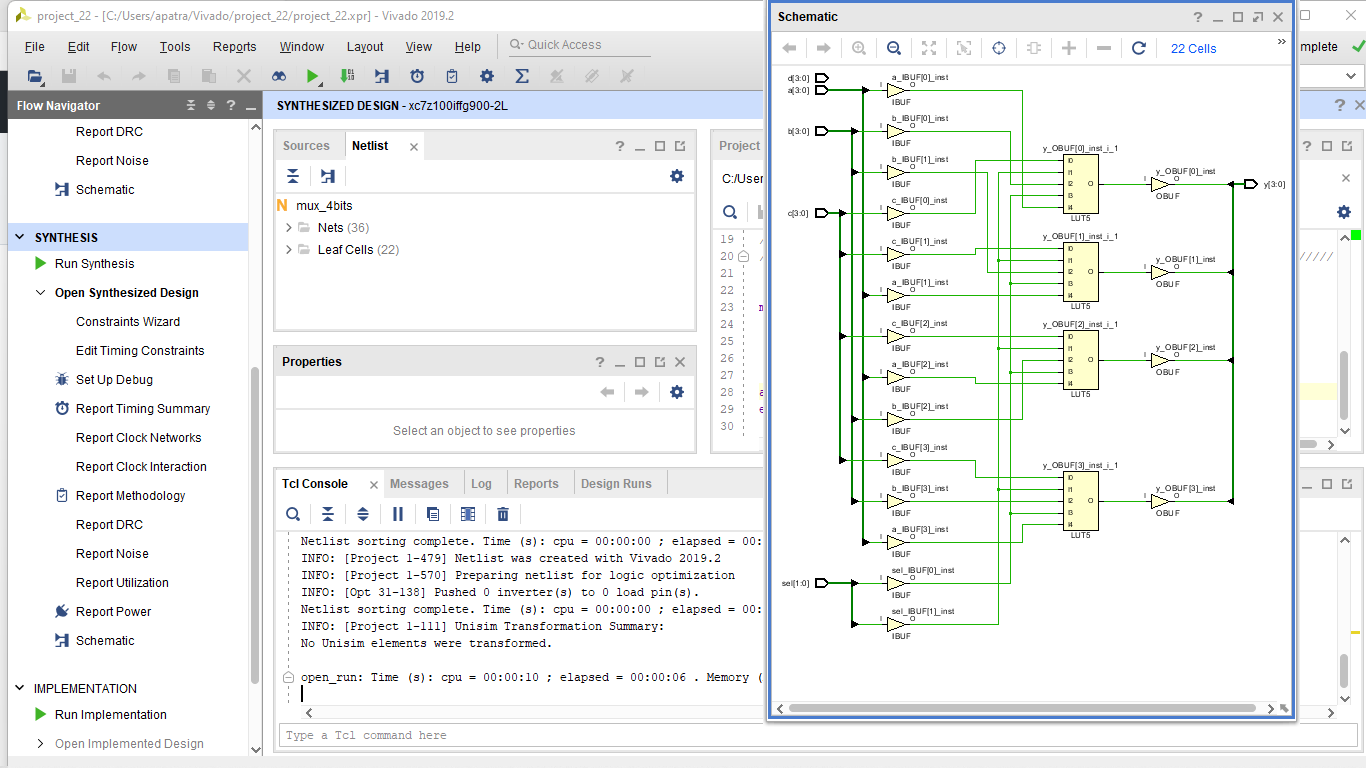 project_22 - [C:/Users/apatra/Vivado/project_22/project_22.xpr] - Vivado 2019.2
File Edit Flow Tools Reports Window Layout View Help Quick Access
mplete
Flow Navigator
Report DRC
Report Noise
Schematic
SYNTHESIS
Run Synthesis
Open Synthesized Design
Constraints Wizard
Edit Timing Constraints
Set Up Debug
Report Timing Summary
Report Clock Networks
Report Clock Interaction
Report Methodology
Report DRC
Report Noise
Report Utilization
Report Power
Schematic
IMPLEMENTATION
Run Implementation
Open Implemented Design
SYNTHESIZED DESIGN - xc7z100iffg900-2L
Sources Netlist
mux_4bits
Nets (36)
Leaf Cells (22)
Properties
Select an object to see properties
Project
C:/User
19 /
20 /
//////
21
22
23 m
24
25
26
27
28 a
29 e
30
Tcl Console Messages Log Reports Design Runs
Netlist sorting complete. Time (s): cpu = 00:00:00 ; elapsed = 00:
INFO: [Project 1-479] Netlist was created with Vivado 2019.2
INFO: [Project 1-570] Preparing netlist for logic optimization
INFO: [Opt 31-138] Pushed 0 inverter(s) to 0 load pin(s).
Netlist sorting complete. Time (s): cpu = 00:00:00 ; elapsed = 00:
INFO: [Project 1-111] Unisim Transformation Summary:
No Unisim elements were transformed.
open_run: Time (s): cpu = 00:00:10 ; elapsed = 00:00:06 . Memory (
Type a Tcl command here
Schematic
22 Cells
d[3:0]
a[3:0]
b[3:0]
c[3:0]
sel[1:0]
a_IBUF[0]_inst
I O
IBUF
b_IBUF[0]_inst
I O
IBUF
b_IBUF[1]_inst
I O
IBUF
c_IBUF[0]_inst
I O
IBUF
c_IBUF[1]_inst
I O
IBUF
a_IBUF[1]_inst
I O
IBUF
c_IBUF[2]_inst
I O
IBUF
a_IBUF[2]_inst
I O
IBUF
b_IBUF[2]_inst
I O
IBUF
c_IBUF[3]_inst
I O
IBUF
b_IBUF[3]_inst
I O
IBUF
a_IBUF[3]_inst
I O
IBUF
sel_IBUF[0]_inst
I O
IBUF
sel_IBUF[1]_inst
I O
IBUF
y_OBUF[0]_inst_i_1
I0
I1
I2 O
I3
I4
LUT5
y_OBUF[1]_inst_i_1
I0
I1
I2 O
I3
I4
LUT5
y_OBUF[2]_inst_i_1
I0
I1
I2 O
I3
I4
LUT5
y_OBUF[3]_inst_i_1
I0
I1
I2 O
I3
I4
LUT5
y_OBUF[0]_inst
I O
OBUF
y_OBUF[1]_inst
I O
OBUF
y_OBUF[2]_inst
I O
OBUF
y_OBUF[3]_inst
I O
OBUF
y[3:0]